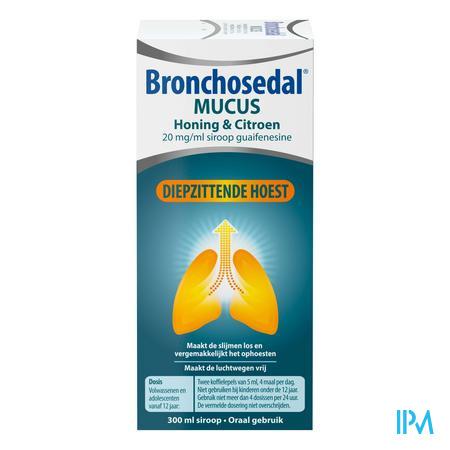 Bronchosedal®
MUCUS
Honing & Citroen
20 mg/ml siroop guaifenesine
DIEPZITTENDE HOEST
Maakt de slijmen los en
vergemakkelijkt het ophoesten
Maakt de luchtwegen vrij
Dosis
Volwassenen en
adolescenten
vanaf 12 jaar:
Twee koffielepels van 5 ml, 4 maal per dag.
Niet gebruiken bij kinderen onder de 12 jaar.
Gebruik niet meer dan 4 dosissen per 24 uur.
De vermelde dosering niet overschrijden.
300 ml siroop • Oraal gebruik
IPM